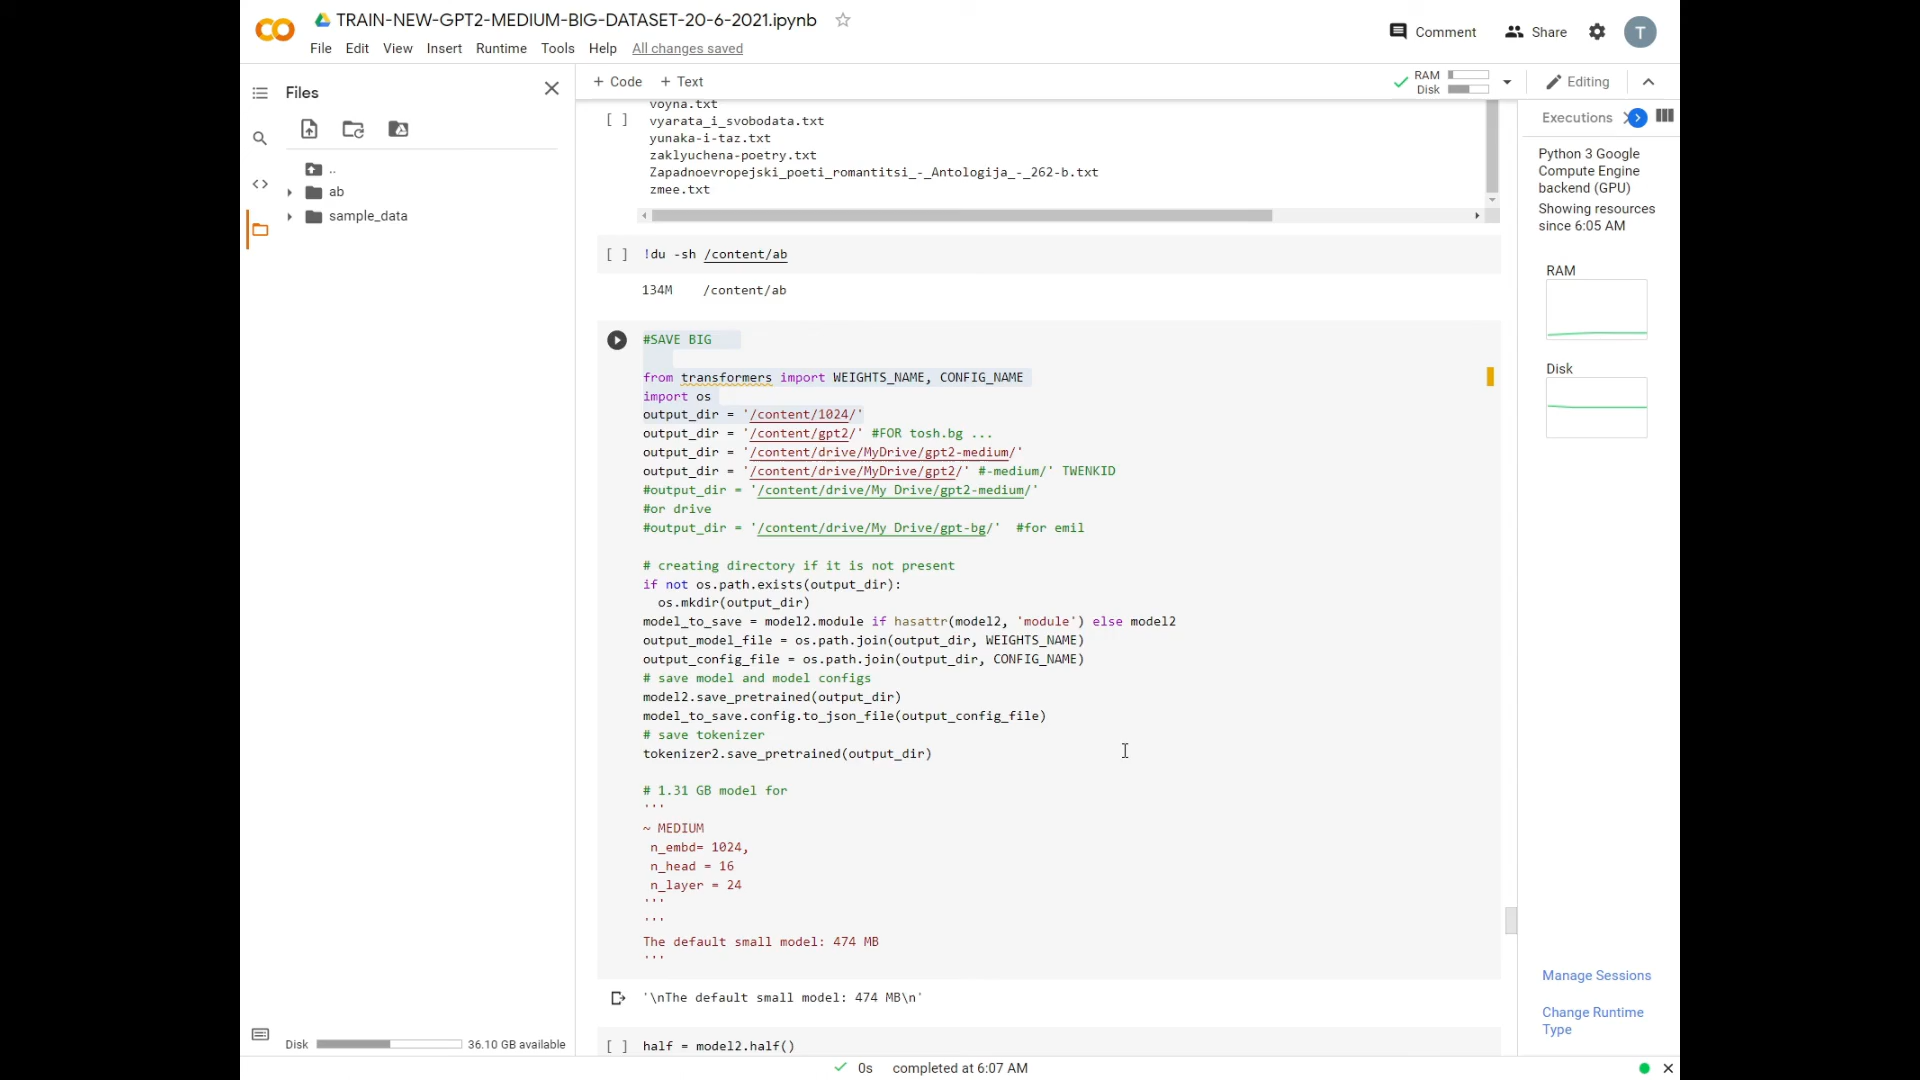 TRAIN-NEW-GPT2-MEDIUM-BIG-DATASET-20-6-2021.ipynb
File Edit View Insert Runtime Tools Help All changes saved
Comment Share T
Files
+ Code + Text
RAM
Disk
Editing
..
ab
sample_data
Disk 36.10 GB available
voyna.txt
[ ] vyarata_i_svobodata.txt
yunaka-i-taz.txt
zaklyuchena-poetry.txt
Zapadnoevropejski_poeti_romantitsi_-_Antologija_-_262-b.txt
zmee.txt
[ ] !du -sh /content/ab
134M /content/ab
#SAVE BIG
from transformers import WEIGHTS_NAME, CONFIG_NAME
import os
output_dir = '/content/1024/'
output_dir = '/content/gpt2/' #FOR tosh.bg ...
output_dir = '/content/drive/MyDrive/gpt2-medium/'
output_dir = '/content/drive/MyDrive/gpt2/' #-medium/' TWENKID
#output_dir = '/content/drive/My Drive/gpt2-medium/'
#or drive
#output_dir = '/content/drive/My Drive/gpt-bg/' #for emil
# creating directory if it is not present
if not os.path.exists(output_dir):
os.mkdir(output_dir)
model_to_save = model2.module if hasattr(model2, 'module') else model2
output_model_file = os.path.join(output_dir, WEIGHTS_NAME)
output_config_file = os.path.join(output_dir, CONFIG_NAME)
# save model and model configs
model2.save_pretrained(output_dir)
model_to_save.config.to_json_file(output_config_file)
# save tokenizer
tokenizer2.save_pretrained(output_dir)
# 1.31 GB model for
'''
~ MEDIUM
n_embd= 1024,
n_head = 16
n_layer = 24
'''
'''
The default small model: 474 MB
'''
'\nThe default small model: 474 MB\n'
[ ] half = model2.half()
0s completed at 6:07 AM
Executions
Python 3 Google
Compute Engine
backend (GPU)
Showing resources
since 6:05 AM
RAM
Disk
Manage Sessions
Change Runtime
Type